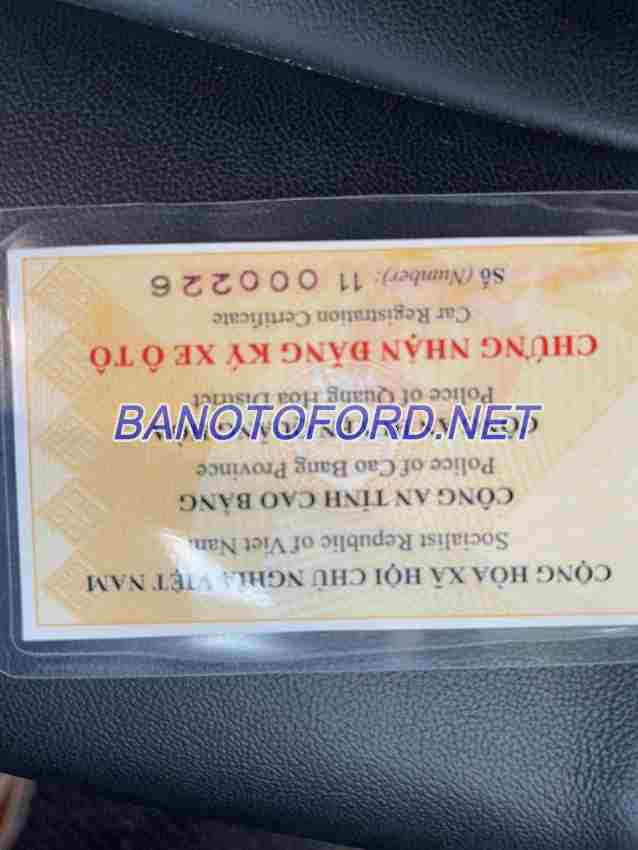 CỘNG HÒA XÃ HỘI CHỦ NGHĨA VIỆT NAM
Socialist Republic of Viet Nam
CÔNG AN TỈNH CAO BẰNG
Police of Cao Bang Province
CÔNG AN
Police of Quang Hoa District
CHỨNG NHẬN ĐĂNG KÝ XE Ô TÔ
Car Registration Certificate
Số (Number): 11 000226
BANOTOFORD.NET